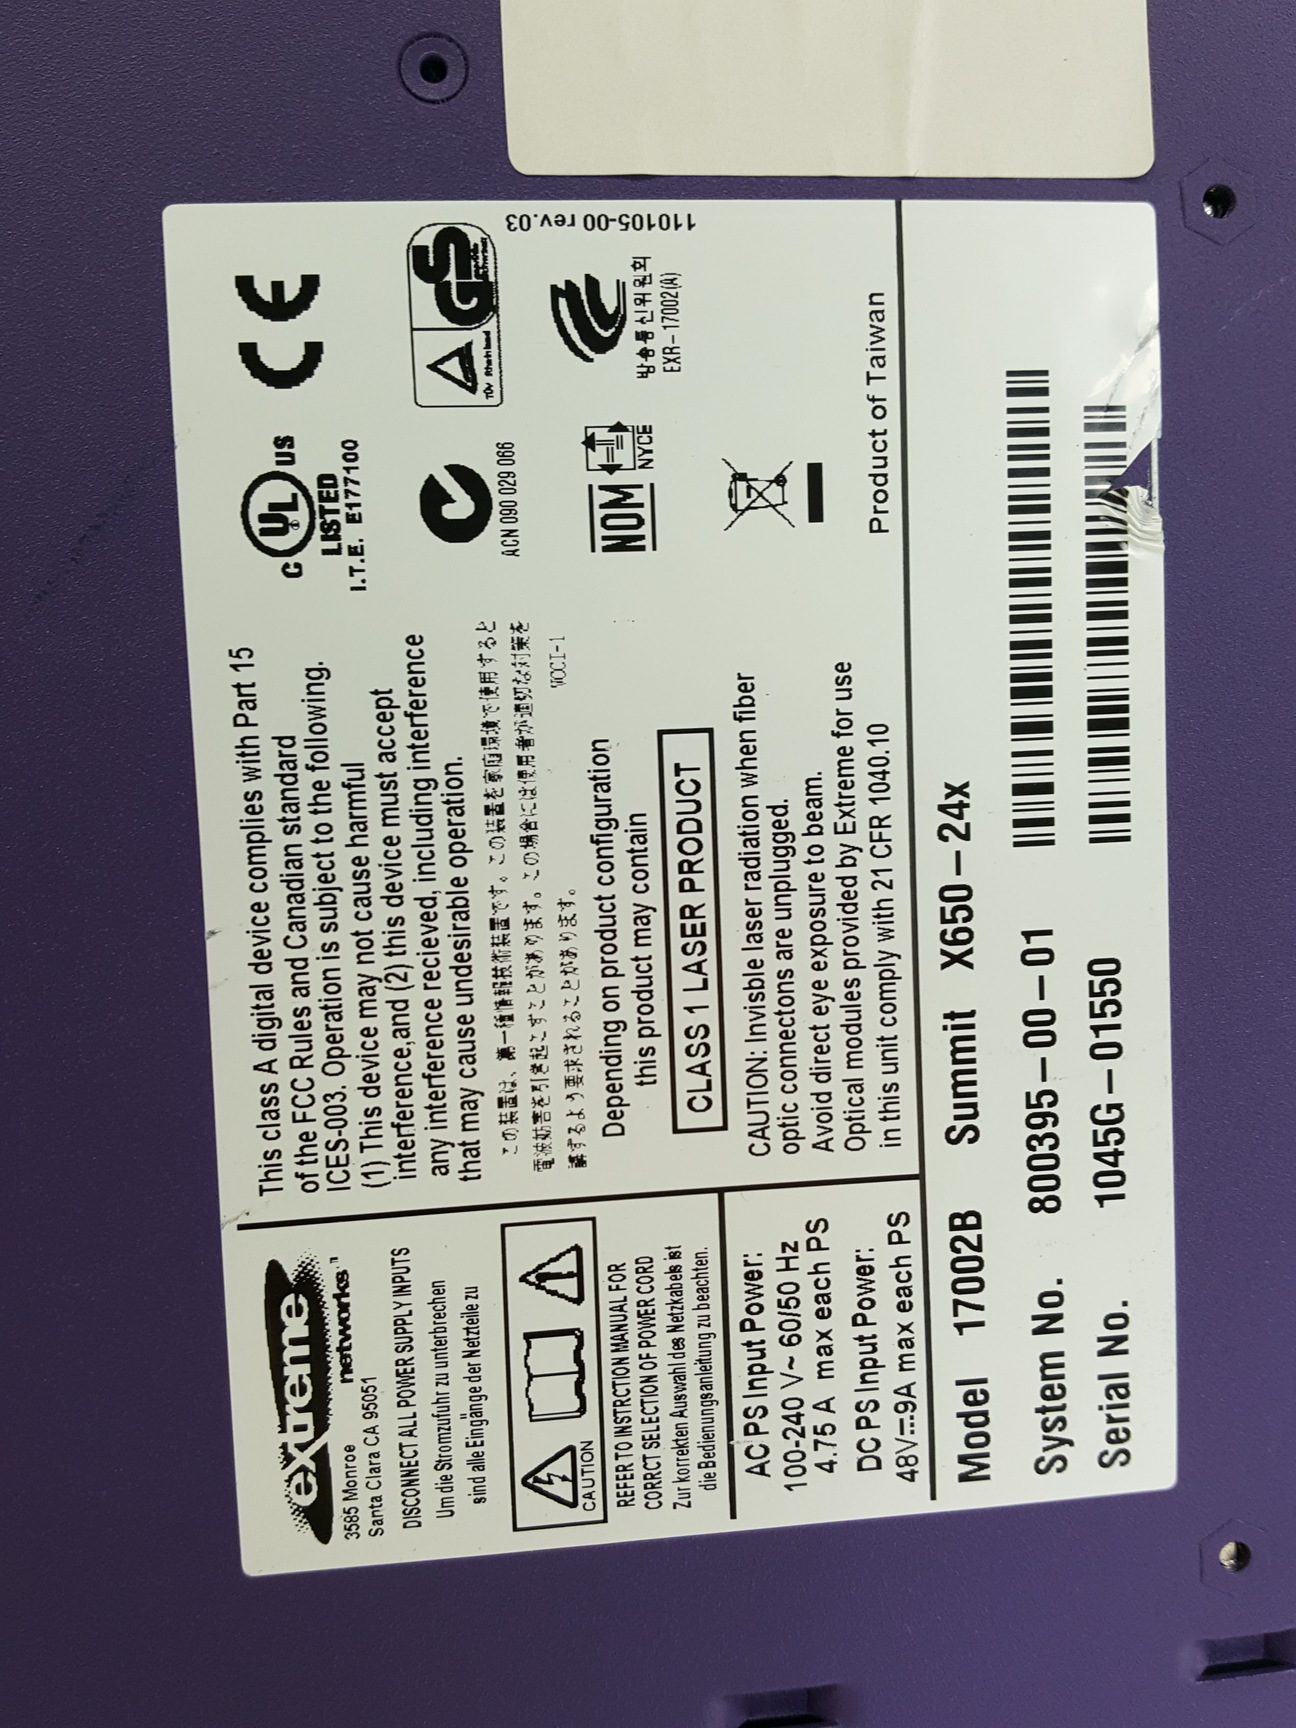 eXtreme
networks™
3585 Monroe
Santa Clara CA 95051
DISCONNECT ALL POWER SUPPLY INPUTS
Um die Stromzufuhr zu unterbrechen
sind alle Eingänge der Netzteile zu
CAUTION
REFER TO INSTRCTION MANUAL FOR
CORRCT SELECTION OF POWER CORD
Zur korrekten Auswahl des Netzkabels ist
die Bedienungsanleitung zu beachten.
AC PS Input Power:
100-240 V~ 60/50 Hz
4.75 A max each PS
DC PS Input Power:
48V⎓9A max each PS
This class A digital device complies with Part 15
of the FCC Rules and Canadian standard
ICES-003. Operation is subject to the following.
(1) This device may not cause harmful
interference,and (2) this device must accept
any interference recieved, including interference
that may cause undesirable operation.
この装置は、第一種情報技術装置です。この装置を家庭環境で使用すると
電波妨害を引き起こすことがあります。この場合には使用者が適切な対策を
講ずるよう要求されることがあります。
VCCI-1
Depending on product configuration
this product may contain
CLASS 1 LASER PRODUCT
CAUTION: Invisble laser radiation when fiber
optic connectons are unplugged.
Avoid direct eye exposure to beam.
Optical modules provided by Extreme for use
in this unit comply with 21 CFR 1040.10
C UL US
®
LISTED
I.T.E. E177100
CE
ACN 090 029 066
TÜV Rheinland
GS
NOM
NYCE
방송통신위원회
EXR-17002(A)
110105-00 rev.03
Product of Taiwan
Model 17002B Summit X650-24x
System No. 800395-00-01
Serial No. 1045G-01550